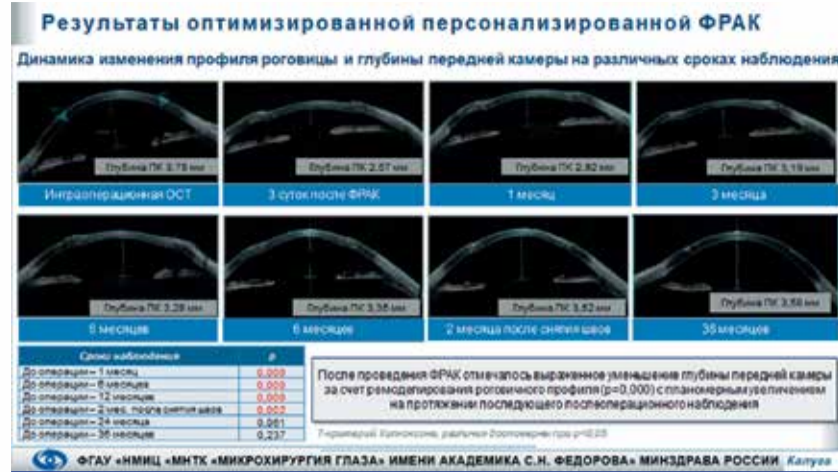 Результаты оптимизированной персонализированной ФРАК
Динамика изменения профиля роговицы и глубины передней камеры на различных сроках наблюдения
Глубина ПК 3,78 мм
Глубина ПК 2,57 мм
Глубина ПК 2,82 мм
Глубина ПК 3,19 мм
Интраоперационная ОСТ
3 суток после ФРАК
1 месяц
3 месяца
Глубина ПК 3,28 мм
Глубина ПК 3,35 мм
Глубина ПК 3,52 мм
Глубина ПК 3,58 мм
6 месяцев
2 месяца после снятия швов
36 месяцев
Сроки наблюдения p
До операции – 1 месяц
До операции – 6 месяцев
До операции – 12 месяцев
До операции – 2 мес. после снятия швов 0,002
До операции – 24 месяца 0,061
До операции – 36 месяцев 0,237
После проведения ФРАК отмечалось выраженное уменьшение глубины передней камеры
за счет ремоделирования роговичного профиля (p=0,000) с планомерным увеличением
на протяжении последующего послеоперационного наблюдения
Т-критерий Вилкоксона, различия достоверны при p<0,05
ФГАУ «НМИЦ «МНТК «МИКРОХИРУРГИЯ ГЛАЗА» ИМЕНИ АКАДЕМИКА С.Н. ФЕДОРОВА» МИНЗДРАВА РОССИИ Калуга